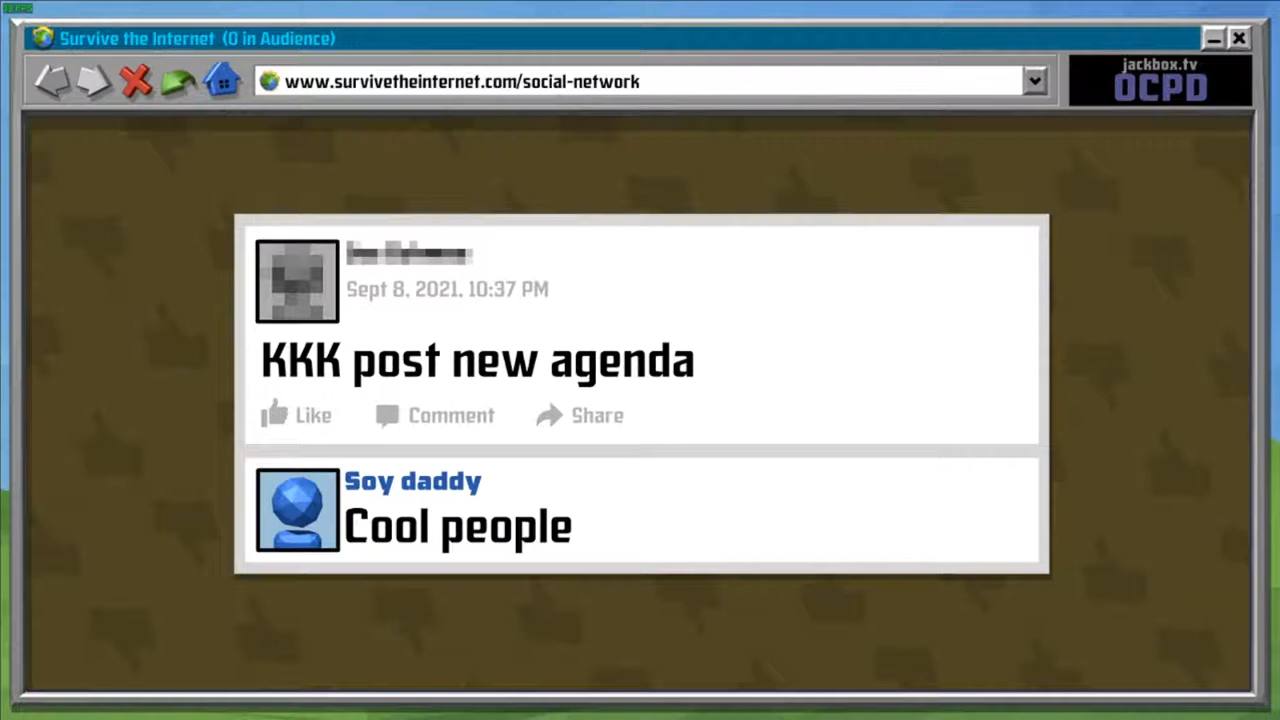 Survive the Internet (0 in Audience)
www.survivetheinternet.com/social-network
jackbox.tv
OCPD
Sept 8, 2021, 10:37 PM
KKK post new agenda
Like Comment Share
Soy daddy
Cool people